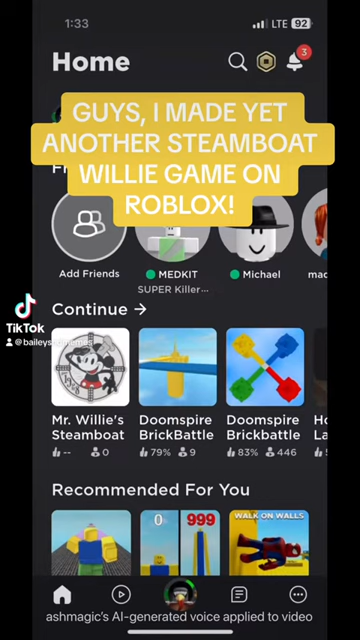 1:33
LTE 92
Home
3
GUYS, I MADE YET
ANOTHER STEAMBOAT
WILLIE GAME ON
ROBLOX!
Add Friends
MEDKIT
Michael
SUPER Killer...
Continue →
TikTok
Mr. Willie's
Steamboat
Doomspire
BrickBattle
Doomspire
Brickbattle
-- 0
79% 9
83% 446
Recommended For You
0 999
WALK ON WALLS
ashmagic's AI-generated voice applied to video